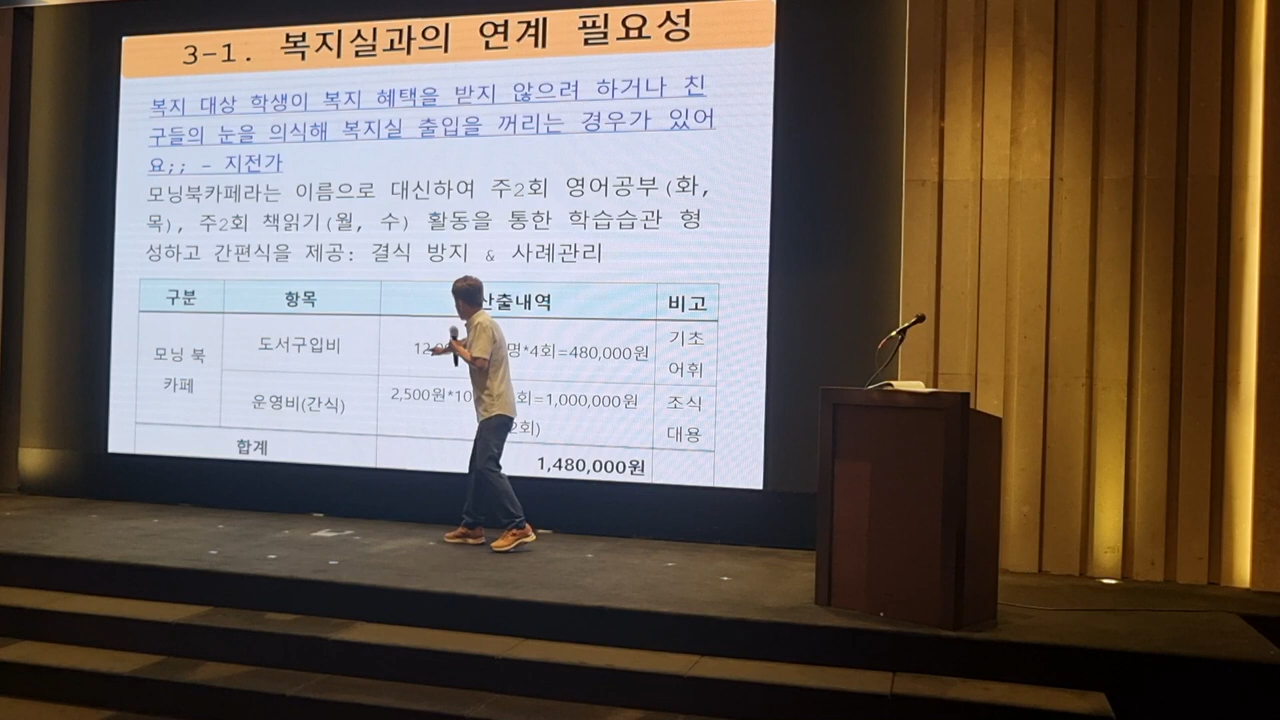 3-1. 복지실과의 연계 필요성
복지 대상 학생이 복지 혜택을 받지 않으려 하거나 친
구들의 눈을 의식해 복지실 출입을 꺼리는 경우가 있어
요;; - 지전가
모닝북카페라는 이름으로 대신하여 주2회 영어공부(화,
목), 주2회 책읽기(월, 수) 활동을 통한 학습습관 형
성하고 간편식을 제공: 결식 방지 & 사례관리
구분 항목 산출내역 비고
모닝 북
카페
도서구입비 명*4회=480,000원
기초
어휘
운영비(간식) 2,500원*10 회=1,000,000원
2회)
조식
대용
합계 1,480,000원